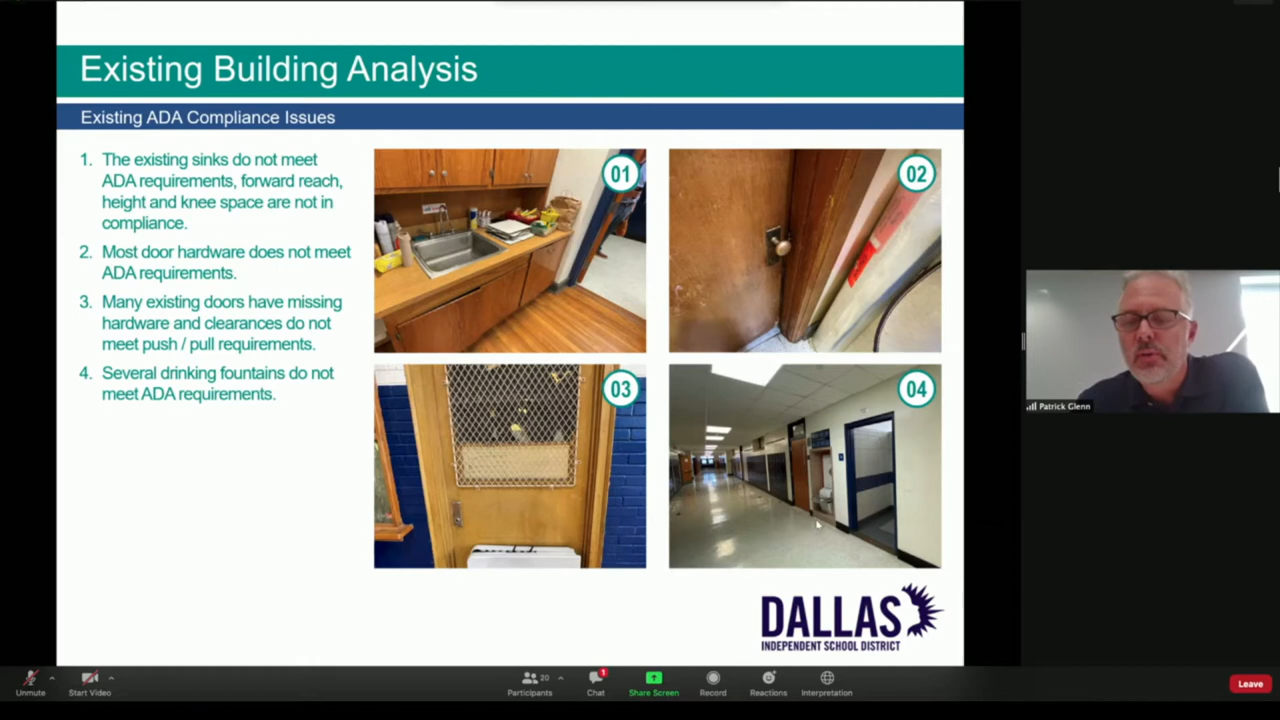 Existing Building Analysis
Existing ADA Compliance Issues
1. The existing sinks do not meet
ADA requirements, forward reach,
height and knee space are not in
compliance.
2. Most door hardware does not meet
ADA requirements.
3. Many existing doors have missing
hardware and clearances do not
meet push / pull requirements.
4. Several drinking fountains do not
meet ADA requirements.
01
02
03
04
DALLAS
INDEPENDENT SCHOOL DISTRICT
Patrick Glenn
Unmute
Start Video
20
Participants
1
Chat
Share Screen
Record
Reactions
Interpretation
Leave